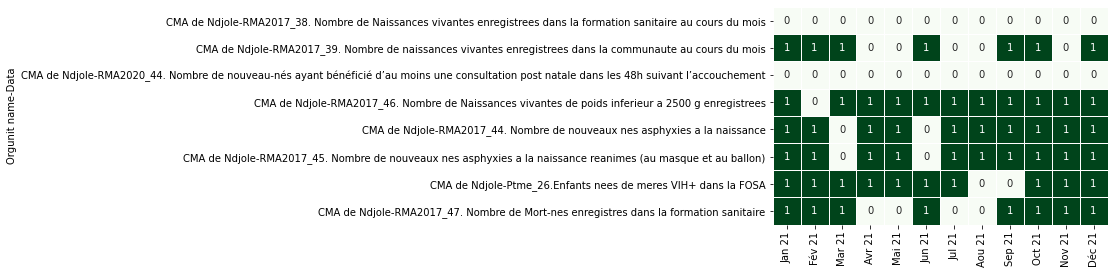 Orgunit name-Data
CMA de Ndjole-RMA2017_38. Nombre de Naissances vivantes enregistrees dans la formation sanitaire au cours du mois 0 0 0 0 0 0 0 0 0 0 0 0
CMA de Ndjole-RMA2017_39. Nombre de naissances vivantes enregistrees dans la communaute au cours du mois 1 1 1 0 0 1 0 0 1 1 0 1
CMA de Ndjole-RMA2020_44. Nombre de nouveau-nés ayant bénéficié d’au moins une consultation post natale dans les 48h suivant l’accouchement 0 0 0 0 0 0 0 0 0 0 0 0
CMA de Ndjole-RMA2017_46. Nombre de Naissances vivantes de poids inferieur a 2500 g enregistrees 1 0 1 1 1 1 1 1 1 1 1 1
CMA de Ndjole-RMA2017_44. Nombre de nouveaux nes asphyxies a la naissance 1 1 0 1 1 0 1 1 1 1 1 1
CMA de Ndjole-RMA2017_45. Nombre de nouveaux nes asphyxies a la naissance reanimes (au masque et au ballon) 1 1 0 1 1 0 1 1 1 1 1 1
CMA de Ndjole-Ptme_26.Enfants nees de meres VIH+ dans la FOSA 1 1 1 1 1 1 1 0 0 1 1 1
CMA de Ndjole-RMA2017_47. Nombre de Mort-nes enregistres dans la formation sanitaire 1 1 1 0 0 1 0 0 1 1 1 1
Jan 21 Fév 21 Mar 21 Avr 21 Mai 21 Jun 21 Jul 21 Aou 21 Sep 21 Oct 21 Nov 21 Déc 21